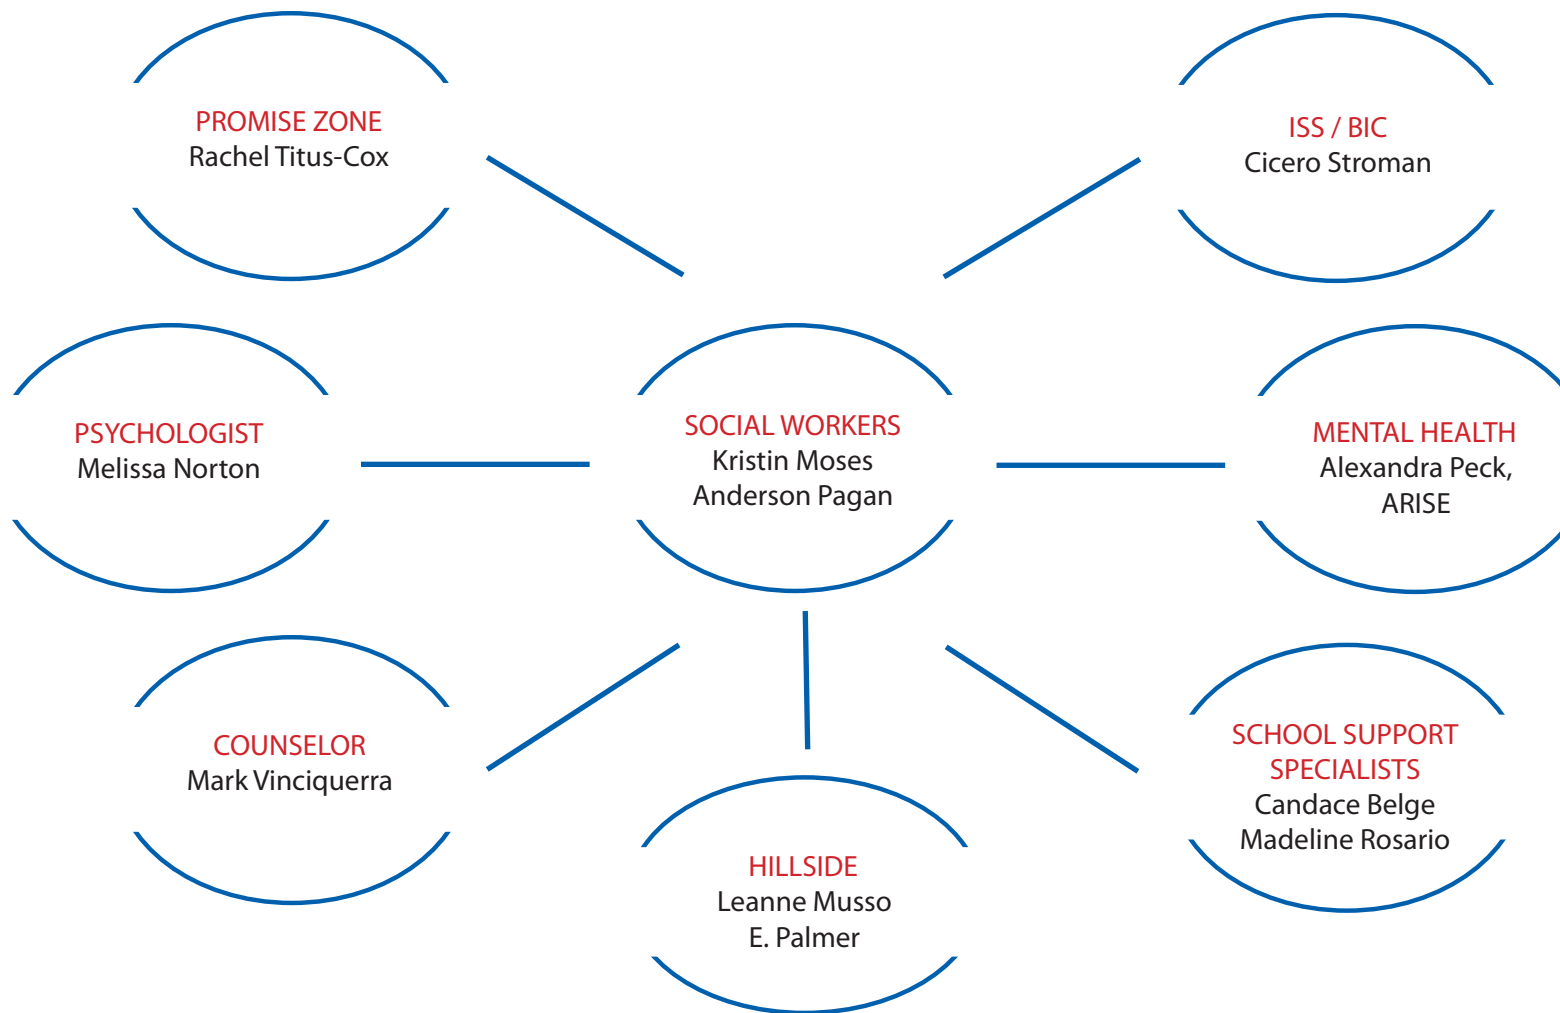 PROMISE ZONE
Rachel Titus-Cox
ISS / BIC
Cicero Stroman
PSYCHOLOGIST
Melissa Norton
SOCIAL WORKERS
Kristin Moses
Anderson Pagan
MENTAL HEALTH
Alexandra Peck,
ARISE
COUNSELOR
Mark Vinciquerra
HILLSIDE
Leanne Musso
E. Palmer
SCHOOL SUPPORT
SPECIALISTS
Candace Belge
Madeline Rosario